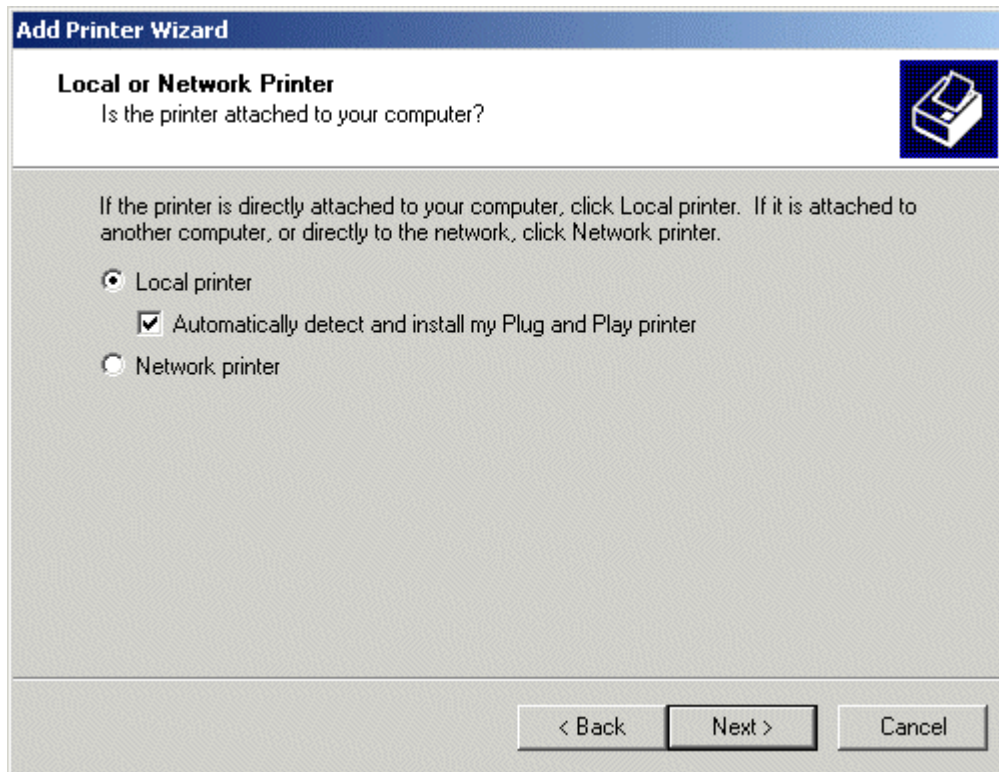 Add Printer Wizard
Local or Network Printer
Is the printer attached to your computer?
If the printer is directly attached to your computer, click Local printer.  If it is attached to
another computer, or directly to the network, click Network printer.
Local printer
Automatically detect and install my Plug and Play printer
Network printer
< Back
Next >
Cancel